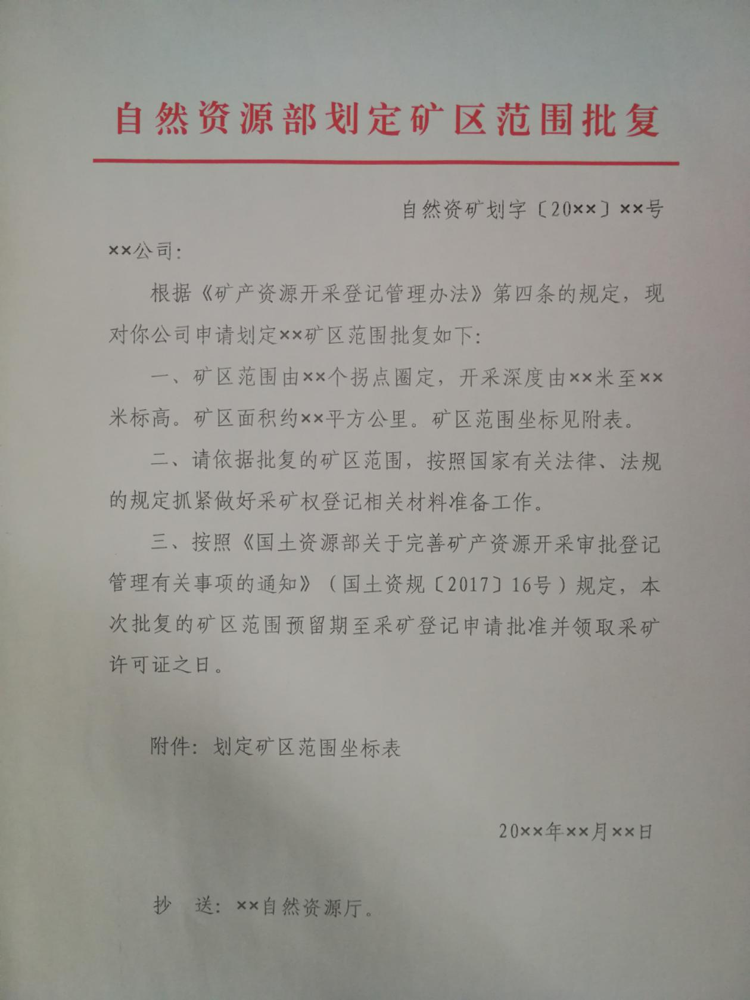 自然资源部划定矿区范围批复
自然资矿划字〔20××〕××号
××公司：
根据《矿产资源开采登记管理办法》第四条的规定，现
对你公司申请划定××矿区范围批复如下：
一、矿区范围由××个拐点圈定，开采深度由××米至××
米标高。矿区面积约××平方公里。矿区范围坐标见附表。
二、请依据批复的矿区范围，按照国家有关法律、法规
的规定抓紧做好采矿权登记相关材料准备工作。
三、按照《国土资源部关于完善矿产资源开采审批登记
管理有关事项的通知》（国土资规〔2017〕16号）规定，本
次批复的矿区范围预留期至采矿登记申请批准并领取采矿
许可证之日。
附件：划定矿区范围坐标表
20××年××月××日
抄　送：××自然资源厅。